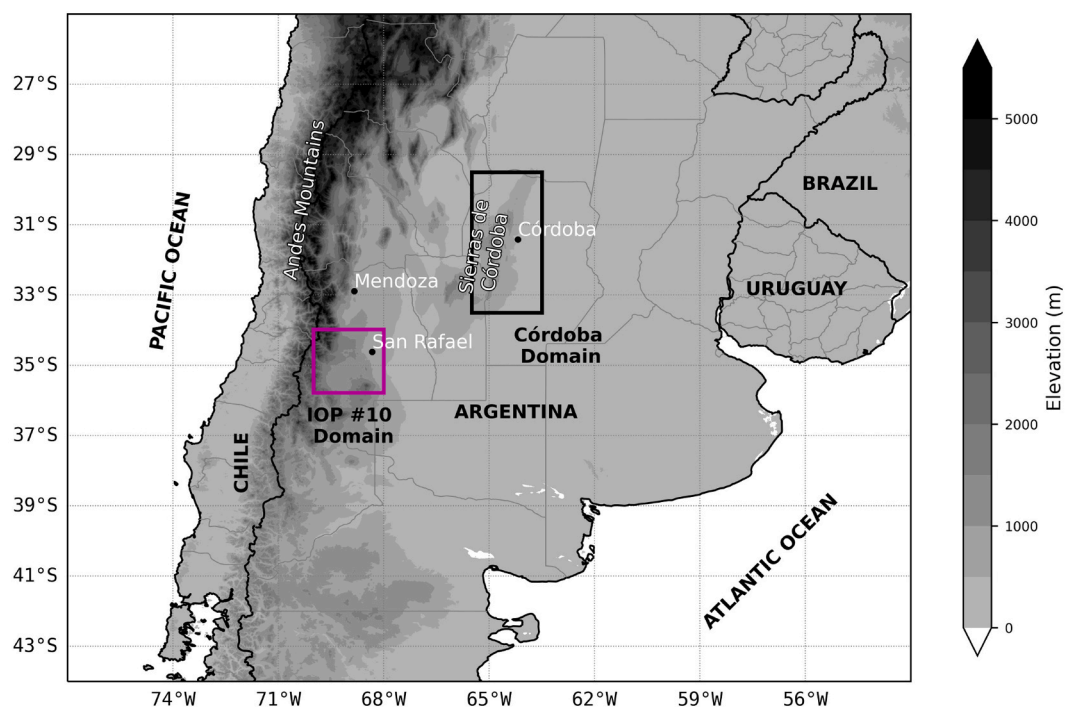 27°S
29°S
31°S
33°S
35°S
37°S
39°S
41°S
43°S
74°W
71°W
68°W
65°W
62°W
59°W
56°W
PACIFIC OCEAN
Andes Mountains
CHILE
Mendoza
San Rafael
IOP #10
Domain
Sierras de
Córdoba
Córdoba
Córdoba
Domain
ARGENTINA
BRAZIL
URUGUAY
ATLANTIC OCEAN
5000
4000
3000
2000
1000
0
Elevation (m)